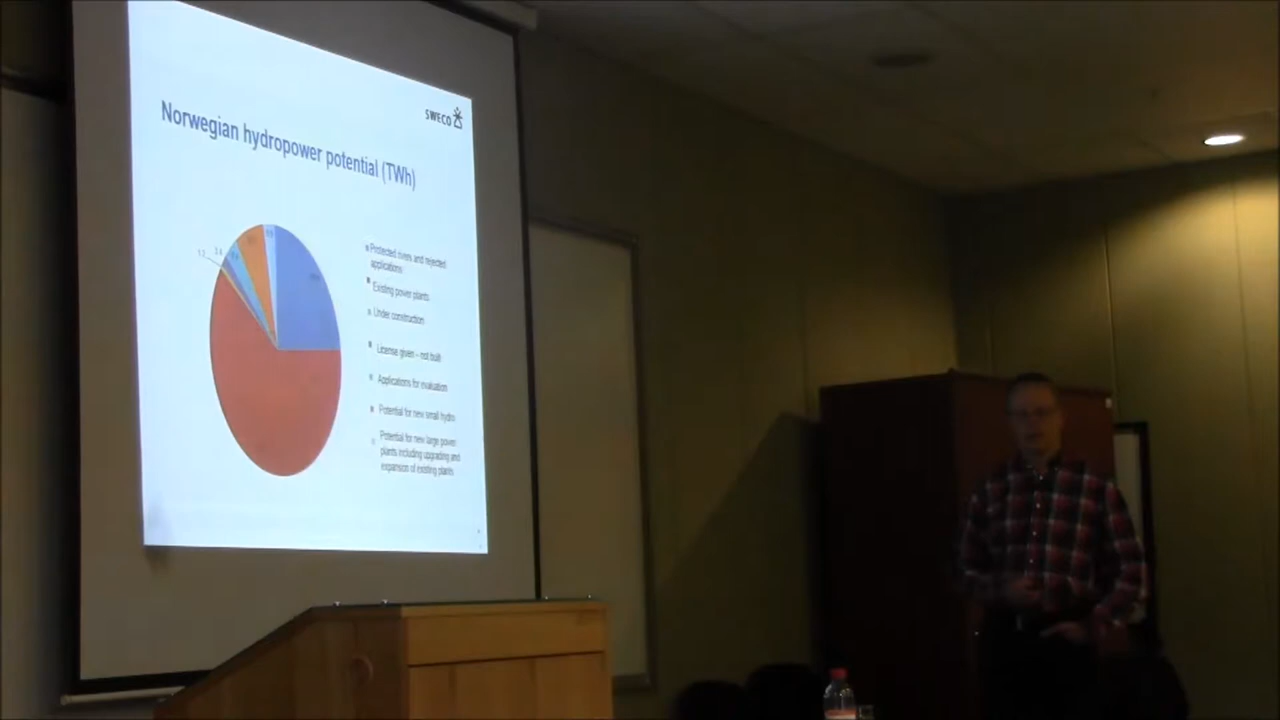 SWECO
Norwegian hydropower potential (TWh)
Protected rivers and rejected
applications
Existing power plants
Under construction
License given – not built
Applications for evaluation
Potential for new small hydro
Potential for new large power
plants including upgrading and
expansion of existing plants